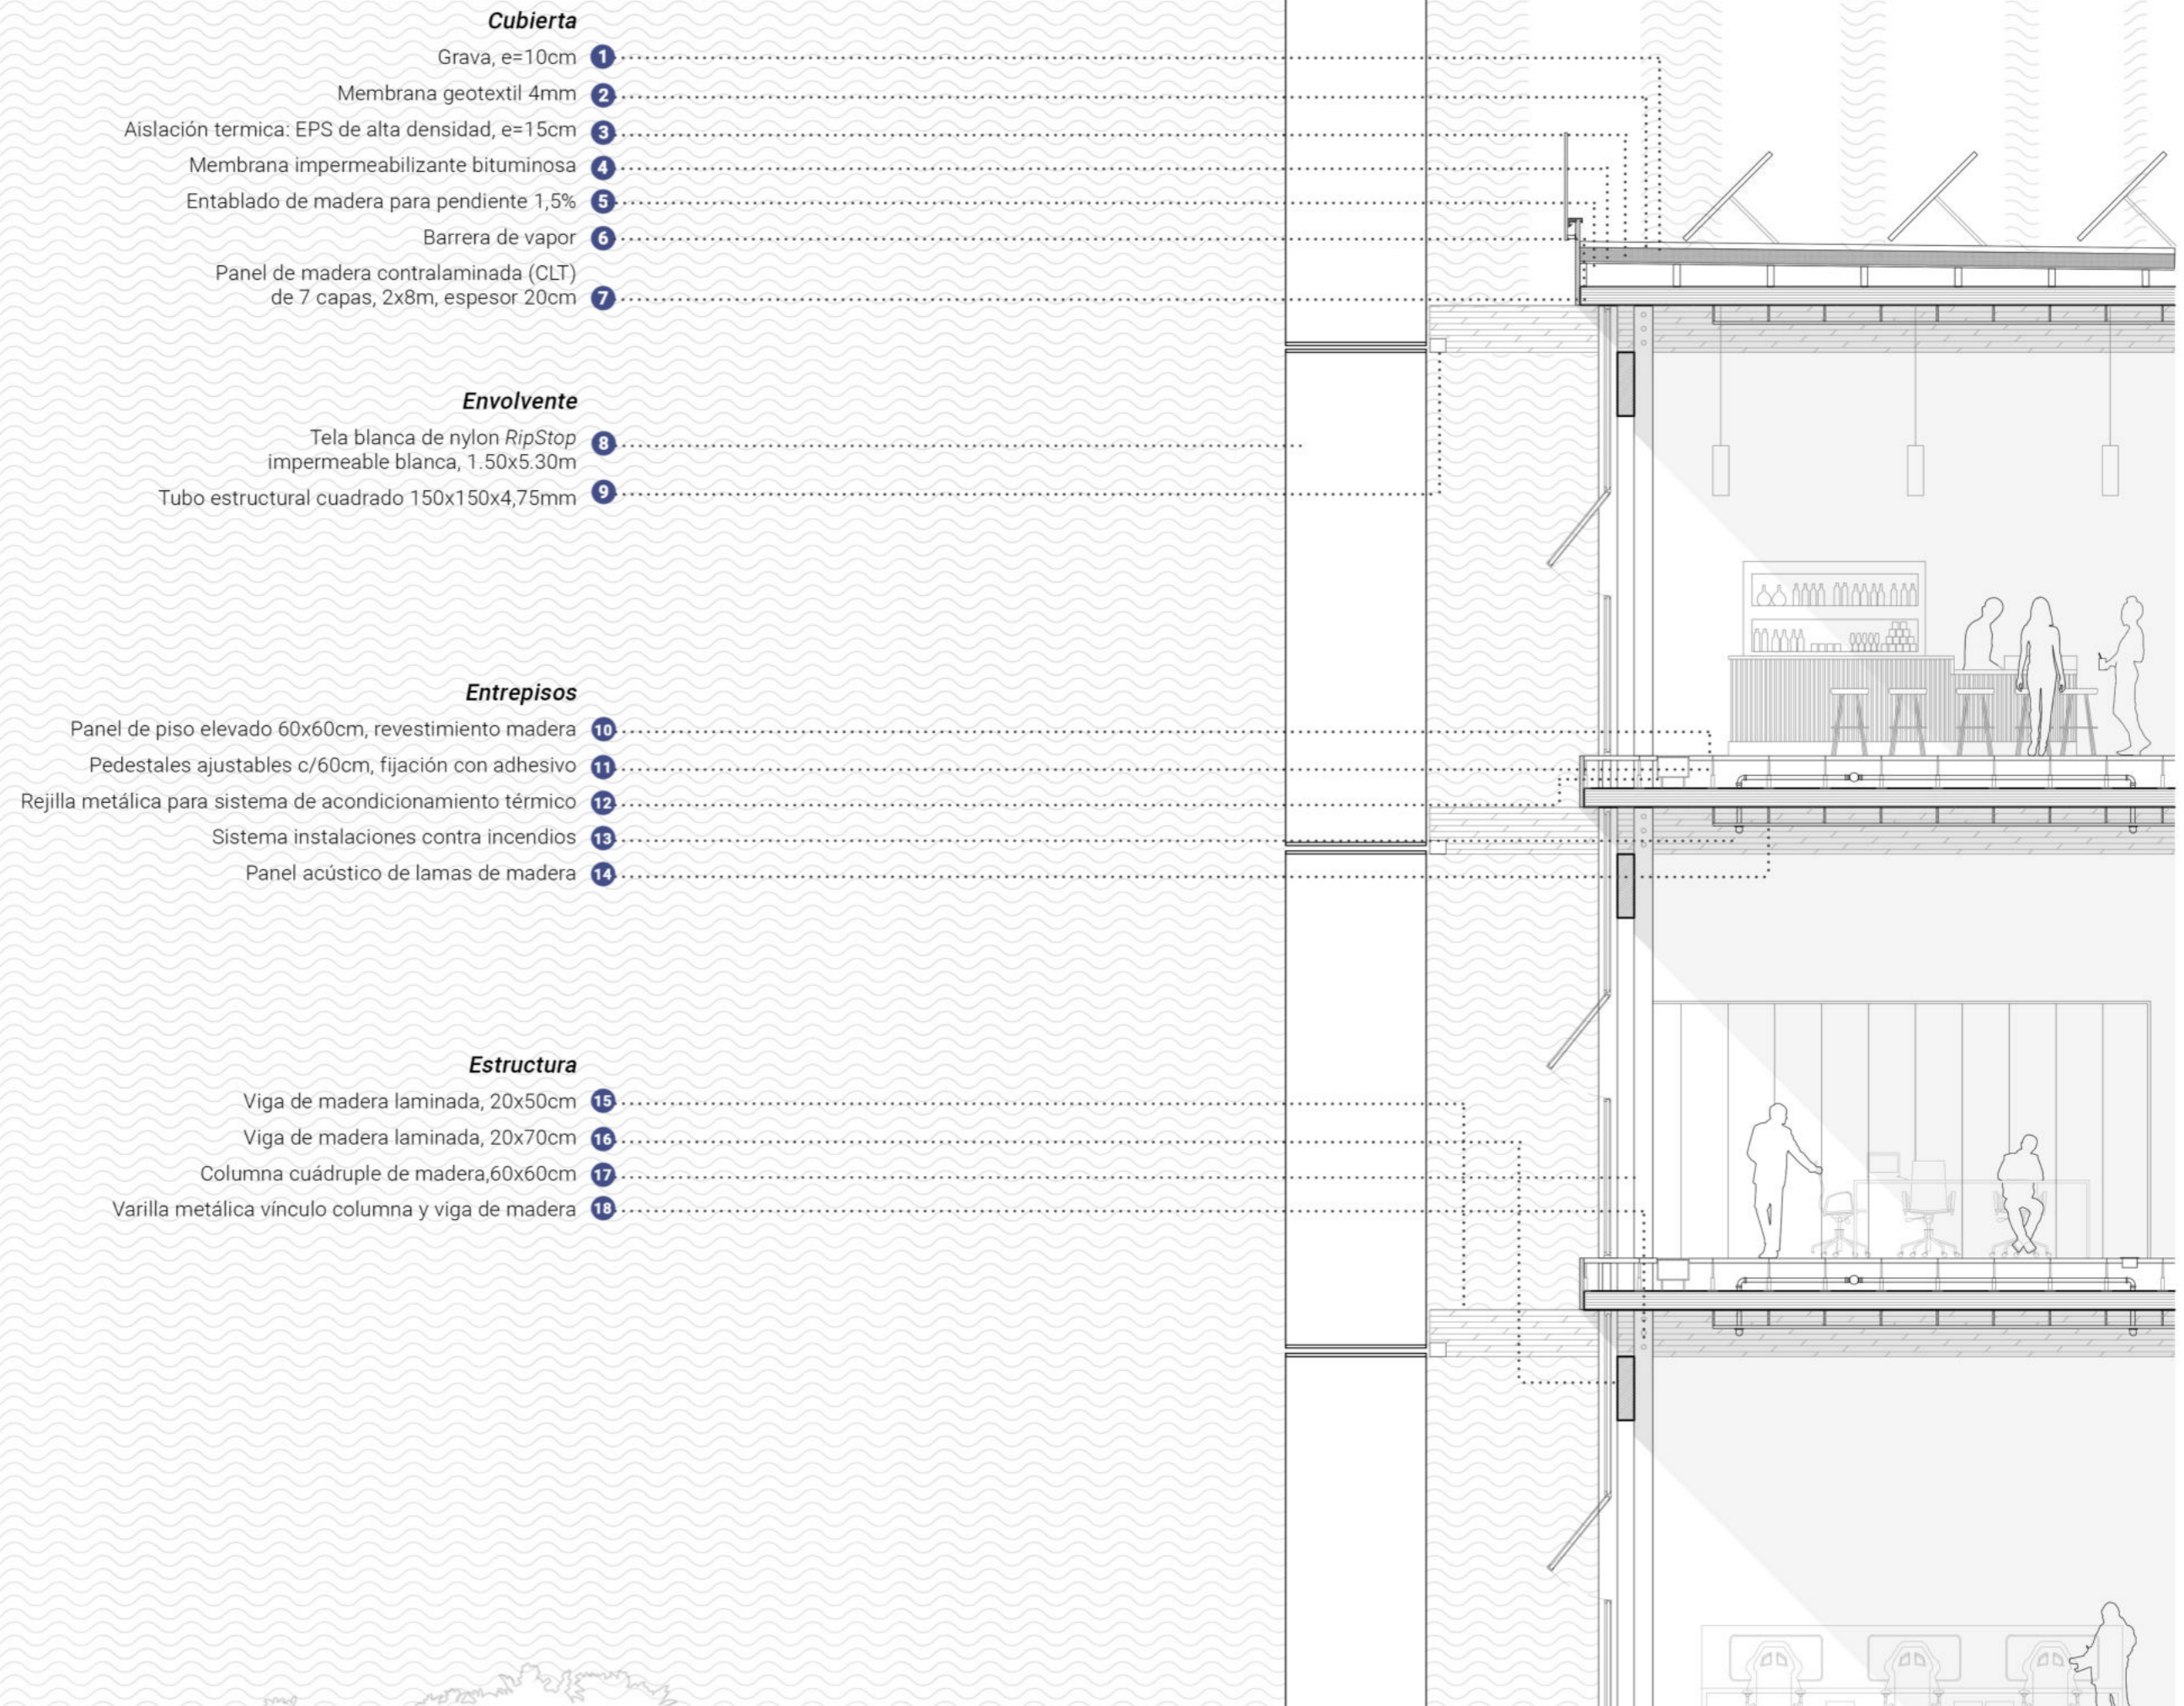 Cubierta
Grava, e=10cm 1
Membrana geotextil 4mm 2
Aislación termica: EPS de alta densidad, e=15cm 3
Membrana impermeabilizante bituminosa 4
Entablado de madera para pendiente 1,5% 5
Barrera de vapor 6
Panel de madera contralaminada (CLT)
de 7 capas, 2x8m, espesor 20cm 7
Envolvente
Tela blanca de nylon RipStop 8
impermeable blanca, 1.50x5.30m
Tubo estructural cuadrado 150x150x4,75mm 9
Entrepisos
Panel de piso elevado 60x60cm, revestimiento madera 10
Pedestales ajustables c/60cm, fijación con adhesivo 11
Rejilla metálica para sistema de acondicionamiento térmico 12
Sistema instalaciones contra incendios 13
Panel acústico de lamas de madera 14
Estructura
Viga de madera laminada, 20x50cm 15
Viga de madera laminada, 20x70cm 16
Columna cuádruple de madera,60x60cm 17
Varilla metálica vínculo columna y viga de madera 18